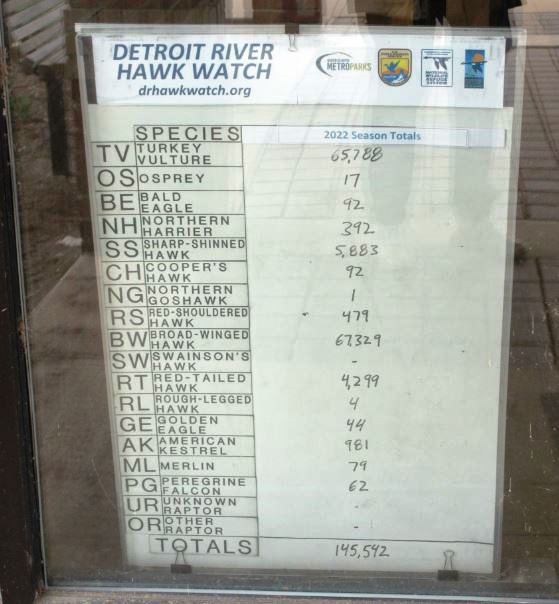 DETROIT RIVER
HAWK WATCH
drhawkwatch.org
METROPARKS
SPECIES 2022 Season Totals
TV TURKEY VULTURE 65,788
OS OSPREY 17
BE BALD EAGLE 92
NH NORTHERN HARRIER 392
SS SHARP-SHINNED HAWK 5,883
CH COOPER'S HAWK 92
NG NORTHERN GOSHAWK 1
RS RED-SHOULDERED HAWK 479
BW BROAD-WINGED HAWK 67,329
SW SWAINSON'S HAWK -
RT RED-TAILED HAWK 4,299
RL ROUGH-LEGGED HAWK 4
GE GOLDEN EAGLE 44
AK AMERICAN KESTREL 981
ML MERLIN 79
PG PEREGRINE FALCON 62
UR UNKNOWN RAPTOR -
OR OTHER RAPTOR -
TOTALS 145,542